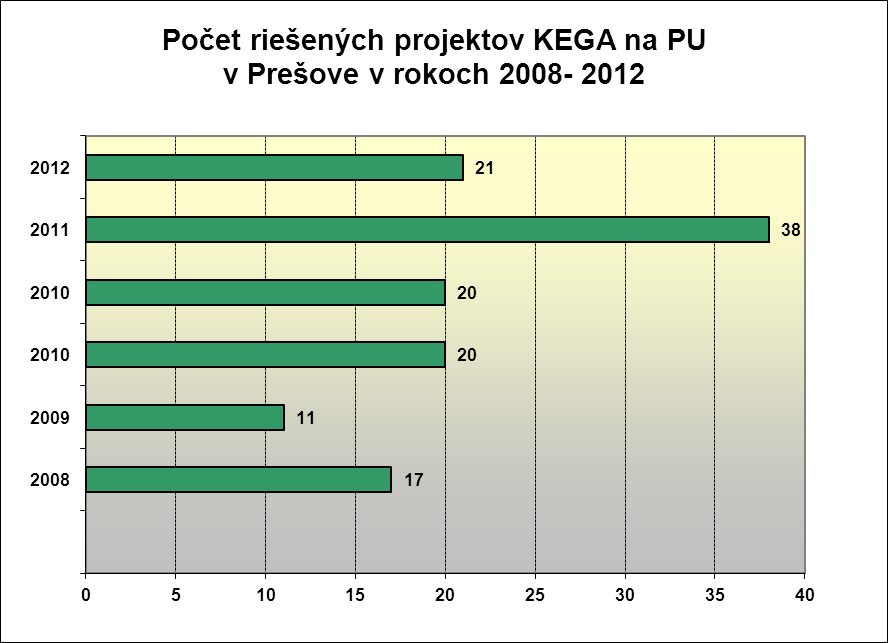 Počet riešených projektov KEGA na PU
v Prešove v rokoch 2008- 2012
2012 21
2011 38
2010 20
2010 20
2009 11
2008 17
0 5 10 15 20 25 30 35 40